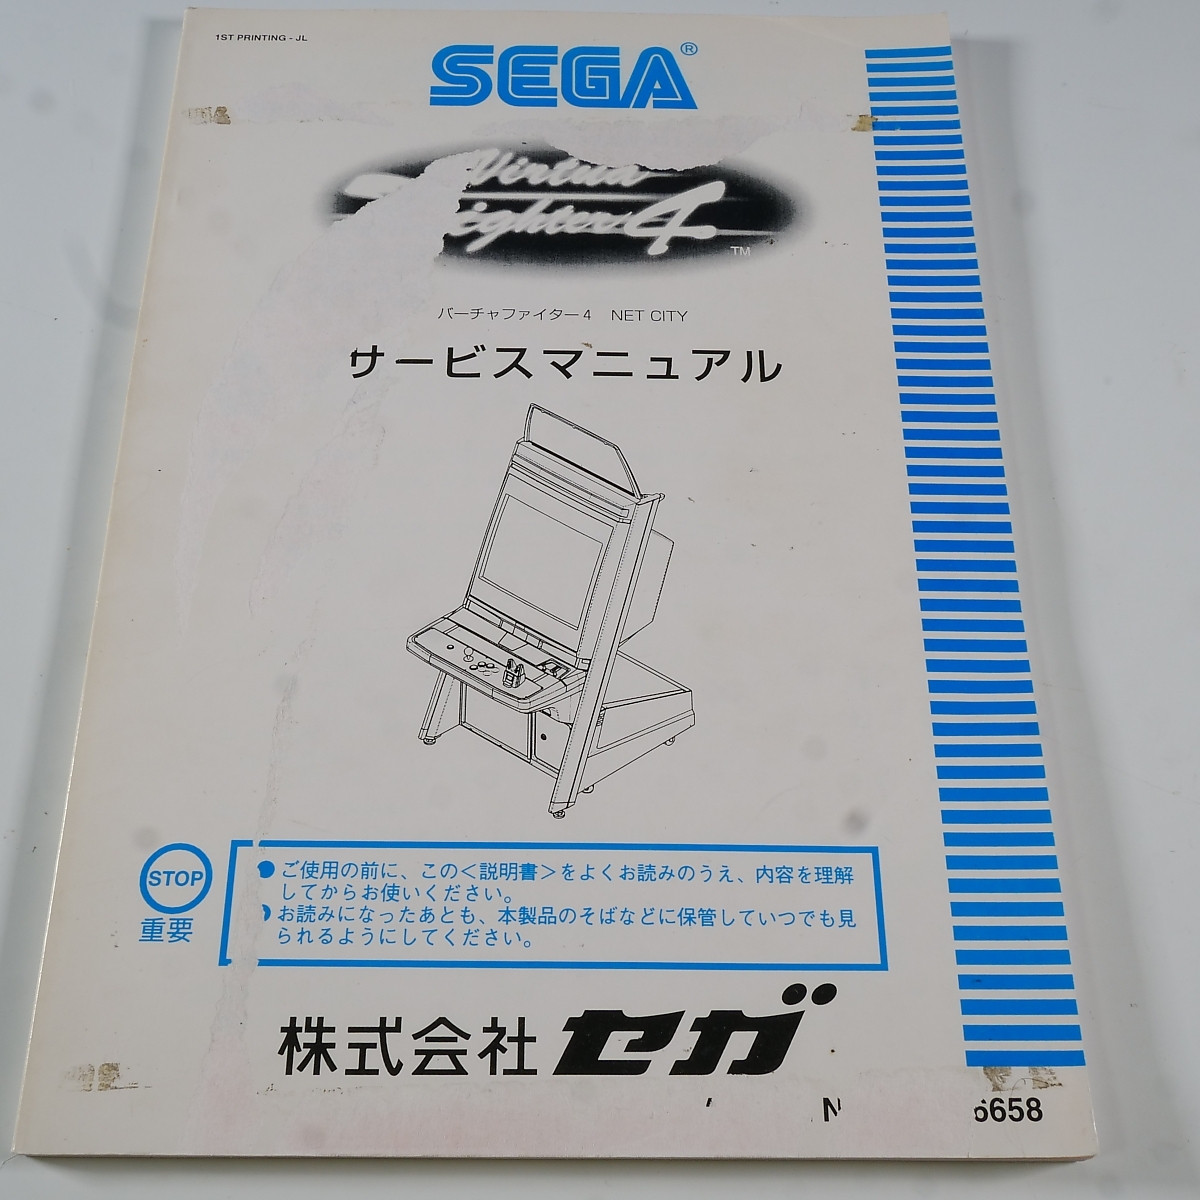 1ST PRINTING - JL
SEGA®
Virtua
ighter 4
TM
バーチャファイター4 NET CITY
サービスマニュアル
STOP
重要
●ご使用の前に、この＜説明書＞をよくお読みのうえ、内容を理解
してからお使いください。
●お読みになったあとも、本製品のそばなどに保管していつでも見
られるようにしてください。
株式会社セガ
N
6658